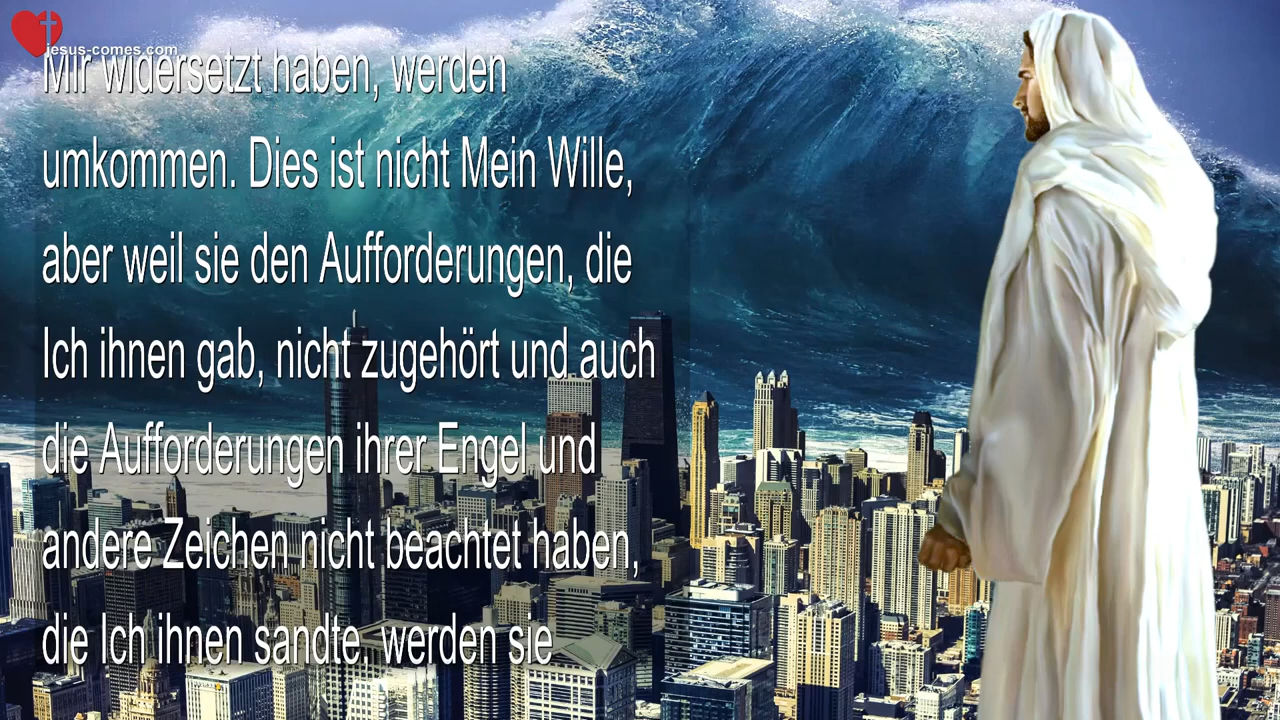 jesus-comes.com
Mir widersetzt haben, werden
umkommen. Dies ist nicht Mein Wille,
aber weil sie den Aufforderungen, die
Ich ihnen gab, nicht zugehört und auch
die Aufforderungen ihrer Engel und
andere Zeichen nicht beachtet haben,
die Ich ihnen sandte, werden sie